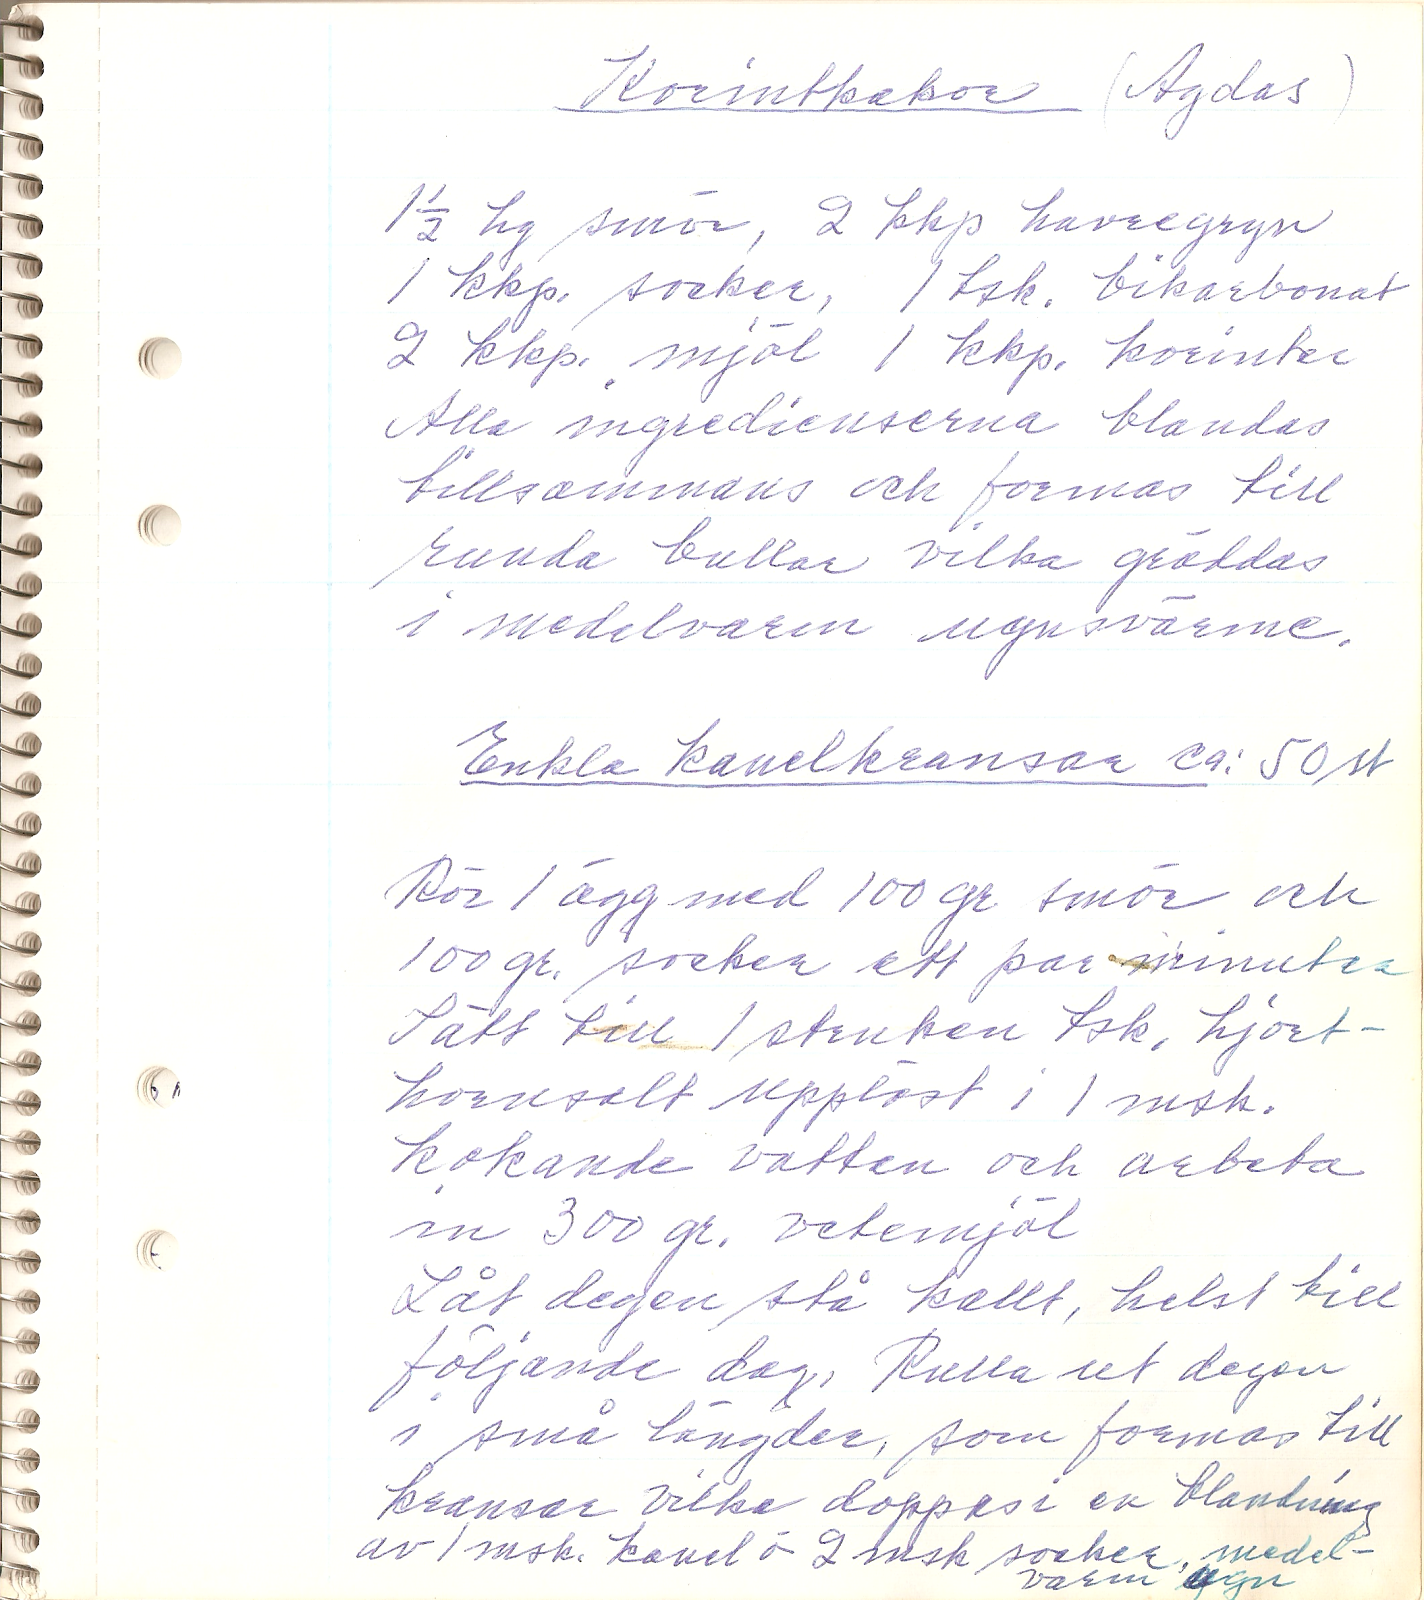 Korintkakor (Agdas)
1½ hg smör, 2 kkp havregryn
1 kkp. socker, 1 tsk. bikarbonat
2 kkp. mjöl 1 kkp. korinter
Alla ingredienserna blandas
tillsammans och formas till
runda bullar vilka gräddas
i medelvarm ugnsvärme.
Enkla kanelkransar ca: 50 st
Rör 1 ägg med 100 gr smör och
100 gr. socker ett par minuter
Sätt till 1 struken tsk. hjort-
hornsalt upplöst i 1 msk.
kokande vatten och arbeta
in 300 gr. vetemjöl
Låt degen stå kallt, helst till
följande dag. Rulla ut degen
i små längder, som formas till
kransar vilka doppas i en blandning
av 1 msk. kanel o 2 msk socker, medel-
varm ugn